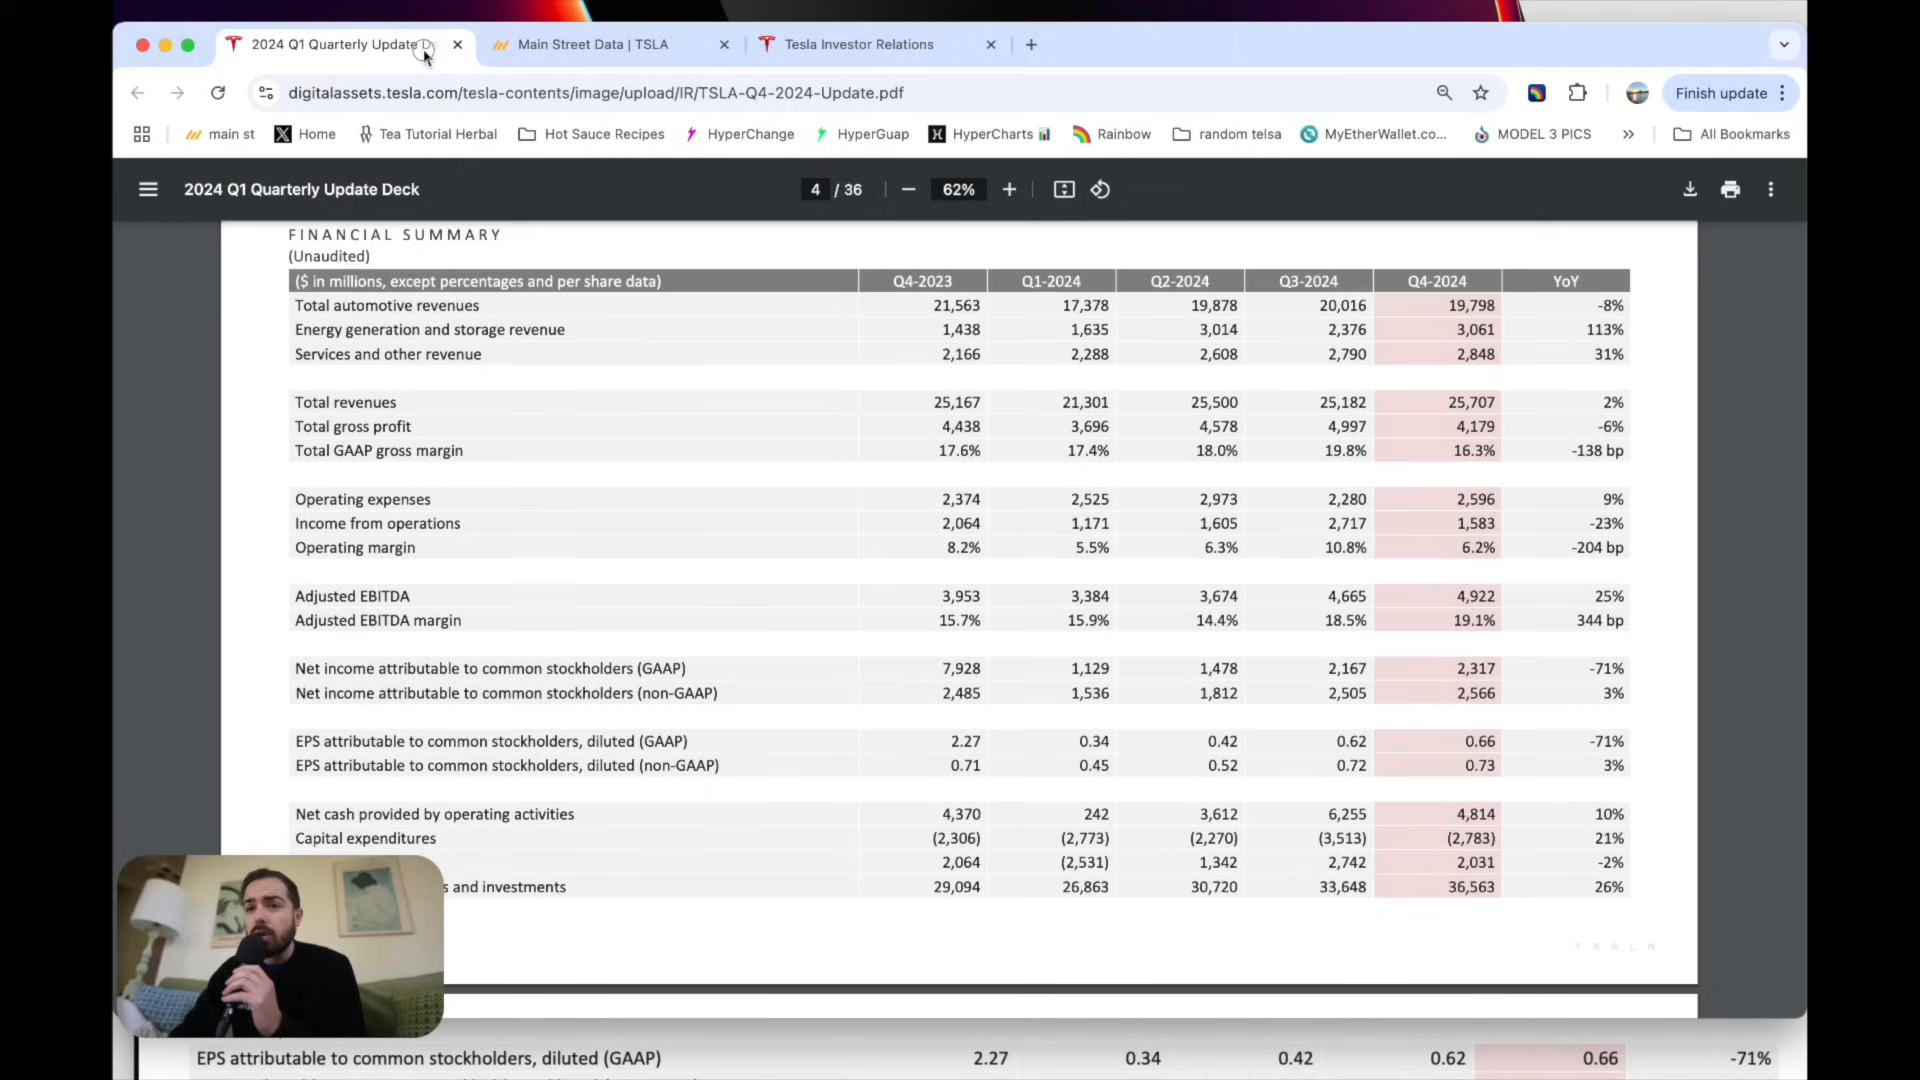 2024 Q1 Quarterly Update De
Main Street Data | TSLA
Tesla Investor Relations
digitalassets.tesla.com/tesla-contents/image/upload/IR/TSLA-Q4-2024-Update.pdf
Finish update
main st
Home
Tea Tutorial Herbal
Hot Sauce Recipes
HyperChange
HyperGuap
HyperCharts
Rainbow
random telsa
MyEtherWallet.co...
MODEL 3 PICS
All Bookmarks
2024 Q1 Quarterly Update Deck
4 / 36
62%
FINANCIAL SUMMARY
(Unaudited)
($ in millions, except percentages and per share data) Q4-2023 Q1-2024 Q2-2024 Q3-2024 Q4-2024 YoY
Total automotive revenues 21,563 17,378 19,878 20,016 19,798 -8%
Energy generation and storage revenue 1,438 1,635 3,014 2,376 3,061 113%
Services and other revenue 2,166 2,288 2,608 2,790 2,848 31%
Total revenues 25,167 21,301 25,500 25,182 25,707 2%
Total gross profit 4,438 3,696 4,578 4,997 4,179 -6%
Total GAAP gross margin 17.6% 17.4% 18.0% 19.8% 16.3% -138 bp
Operating expenses 2,374 2,525 2,973 2,280 2,596 9%
Income from operations 2,064 1,171 1,605 2,717 1,583 -23%
Operating margin 8.2% 5.5% 6.3% 10.8% 6.2% -204 bp
Adjusted EBITDA 3,953 3,384 3,674 4,665 4,922 25%
Adjusted EBITDA margin 15.7% 15.9% 14.4% 18.5% 19.1% 344 bp
Net income attributable to common stockholders (GAAP) 7,928 1,129 1,478 2,167 2,317 -71%
Net income attributable to common stockholders (non-GAAP) 2,485 1,536 1,812 2,505 2,566 3%
EPS attributable to common stockholders, diluted (GAAP) 2.27 0.34 0.42 0.62 0.66 -71%
EPS attributable to common stockholders, diluted (non-GAAP) 0.71 0.45 0.52 0.72 0.73 3%
Net cash provided by operating activities 4,370 242 3,612 6,255 4,814 10%
Capital expenditures (2,306) (2,773) (2,270) (3,513) (2,783) 21%
2,064 (2,531) 1,342 2,742 2,031 -2%
s and investments 29,094 26,863 30,720 33,648 36,563 26%
TESLA
EPS attributable to common stockholders, diluted (GAAP) 2.27 0.34 0.42 0.62 0.66 -71%